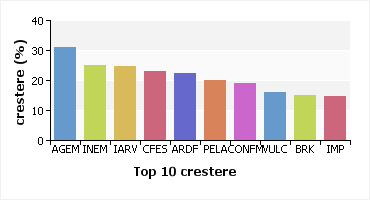 crestere (%)
40
30
20
10
0
AGEM INEM IARV CFES ARDF PELA CONFM VULC BRK IMP
Top 10 crestere